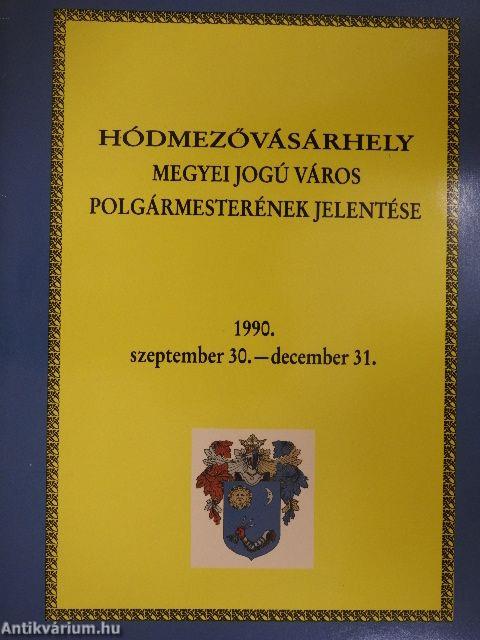 HÓDMEZŐVÁSÁRHELY
MEGYEI JOGÚ VÁROS
POLGÁRMESTERÉNEK JELENTÉSE
1990.
szeptember 30.—december 31.
Antikvárium.hu